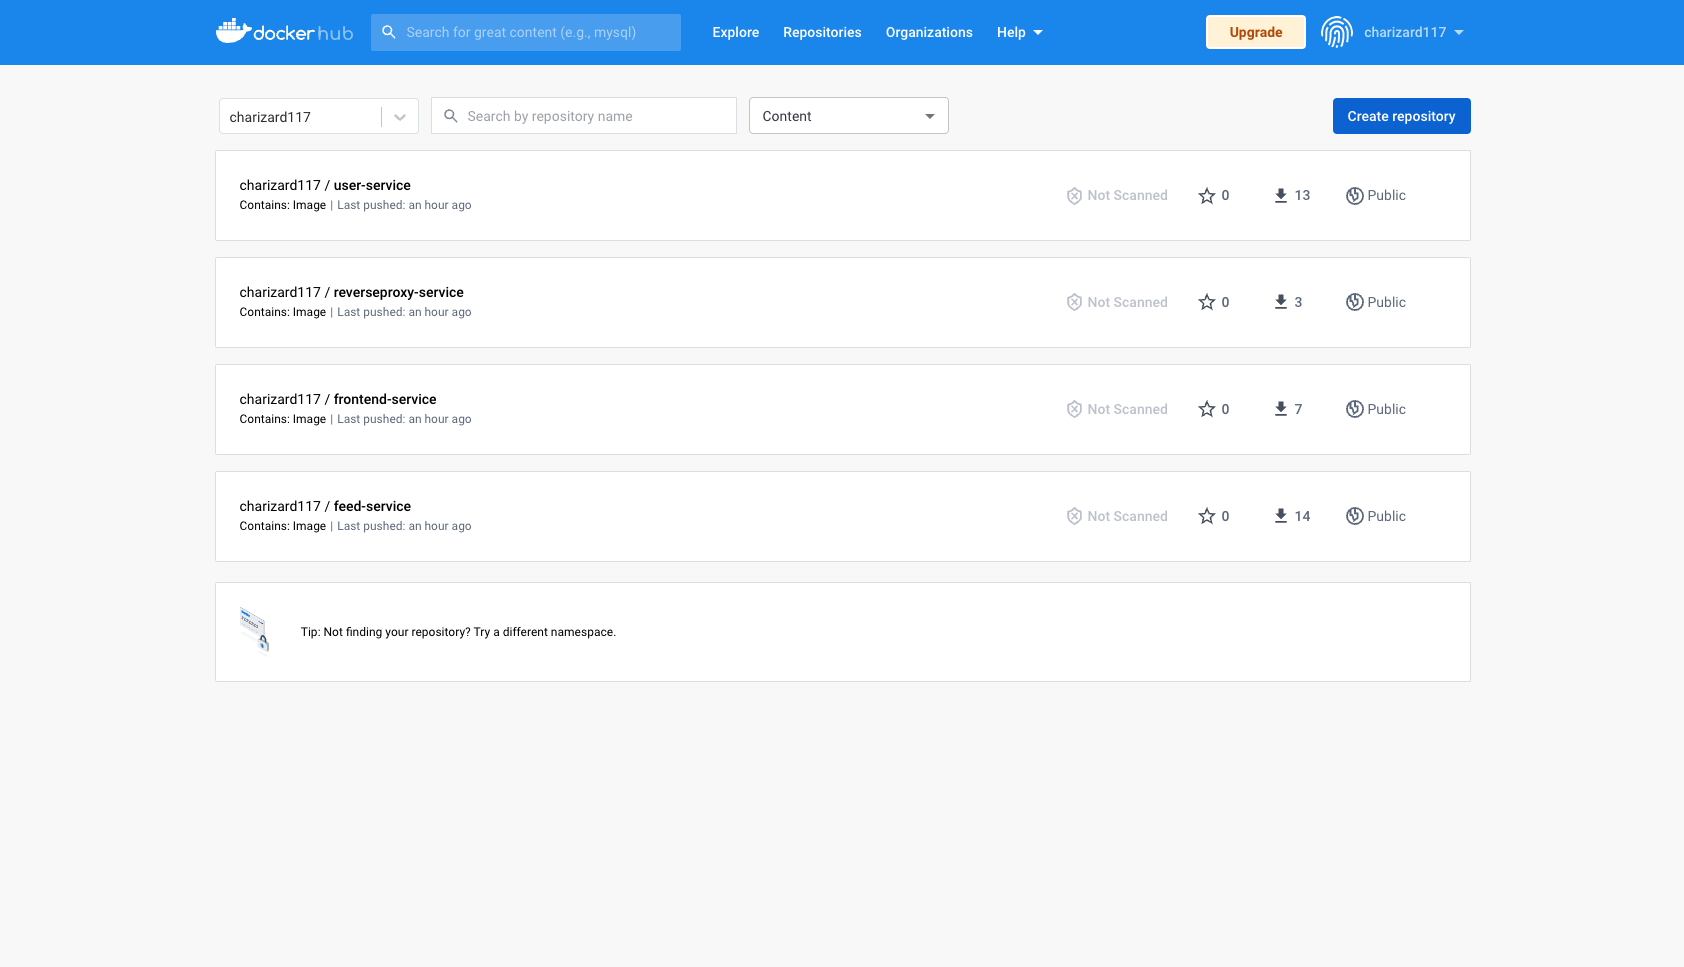 docker hub
Search for great content (e.g., mysql)
Explore
Repositories
Organizations
Help
Upgrade
charizard117
charizard117
Search by repository name
Content
Create repository
charizard117 / user-service
Contains: Image | Last pushed: an hour ago
Not Scanned
0
13
Public
charizard117 / reverseproxy-service
Contains: Image | Last pushed: an hour ago
Not Scanned
0
3
Public
charizard117 / frontend-service
Contains: Image | Last pushed: an hour ago
Not Scanned
0
7
Public
charizard117 / feed-service
Contains: Image | Last pushed: an hour ago
Not Scanned
0
14
Public
Tip: Not finding your repository? Try a different namespace.